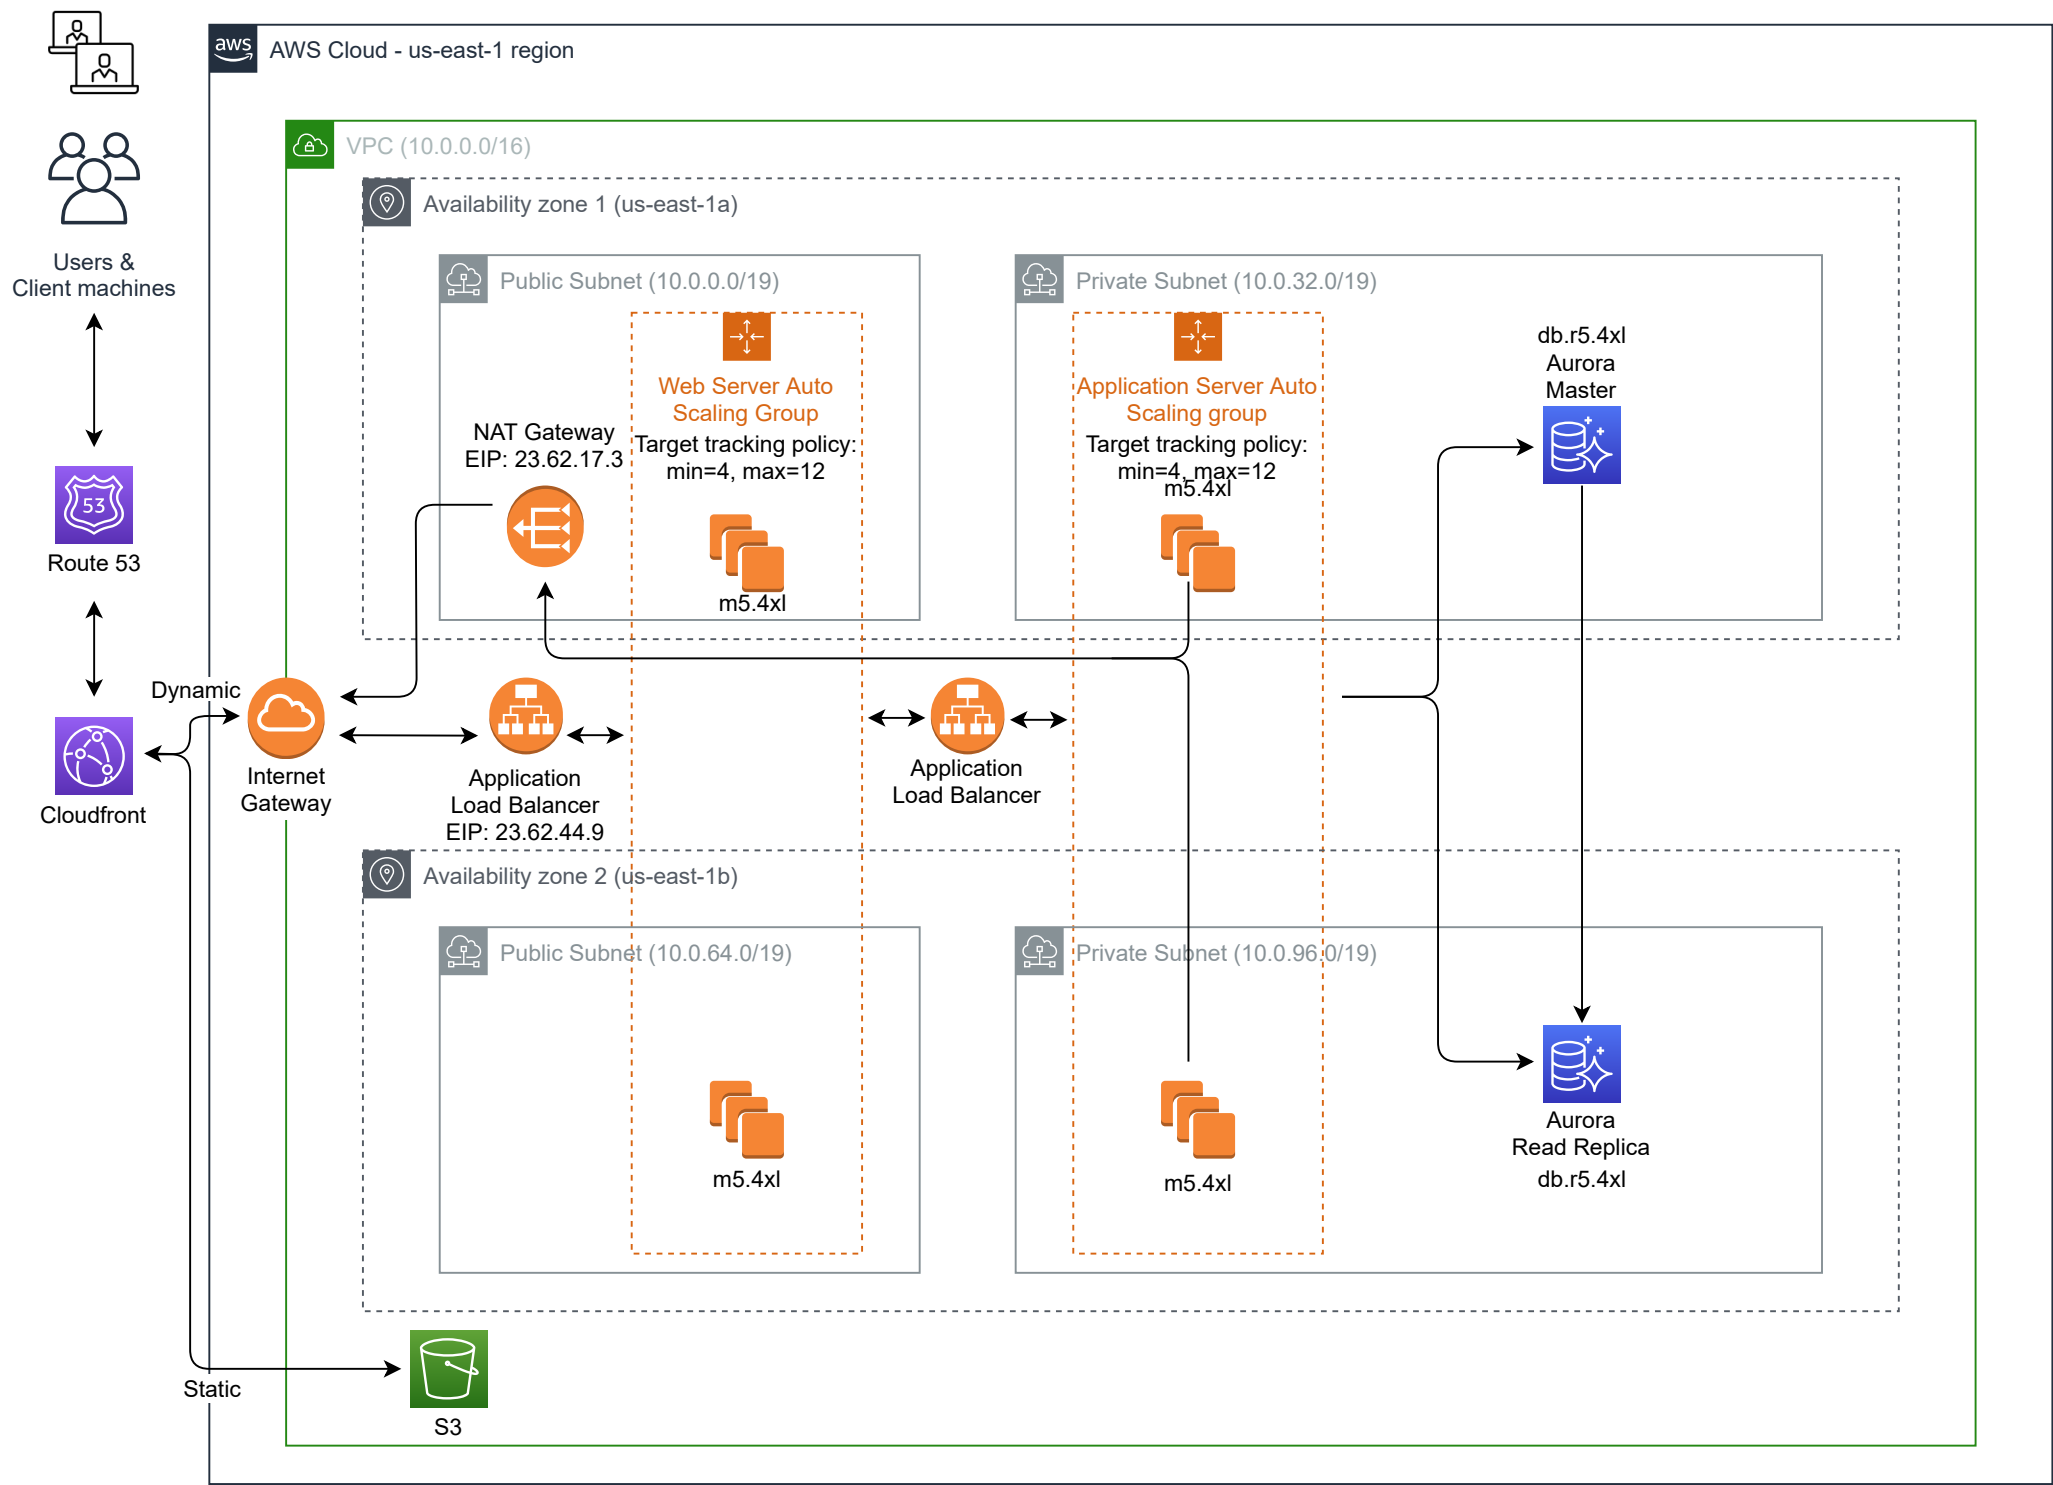 aws
AWS Cloud - us-east-1 region
VPC (10.0.0.0/16)
Availability zone 1 (us-east-1a)
Users &
Client machines
Public Subnet (10.0.0.0/19)
Private Subnet (10.0.32.0/19)
Web Server Auto
Scaling Group
Target tracking policy:
min=4, max=12
m5.4xl
NAT Gateway
EIP: 23.62.17.3
Application Server Auto
Scaling group
Target tracking policy:
min=4, max=12
m5.4xl
db.r5.4xl
Aurora
Master
53
Route 53
Dynamic
Cloudfront
Internet
Gateway
Application
Load Balancer
EIP: 23.62.44.9
Application
Load Balancer
Availability zone 2 (us-east-1b)
Public Subnet (10.0.64.0/19)
Private Subnet (10.0.96.0/19)
m5.4xl
m5.4xl
Aurora
Read Replica
db.r5.4xl
Static
S3